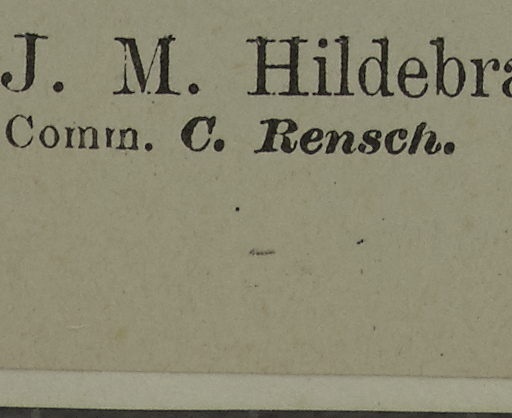 J. M. Hildebra
Comm. C. Rensch.